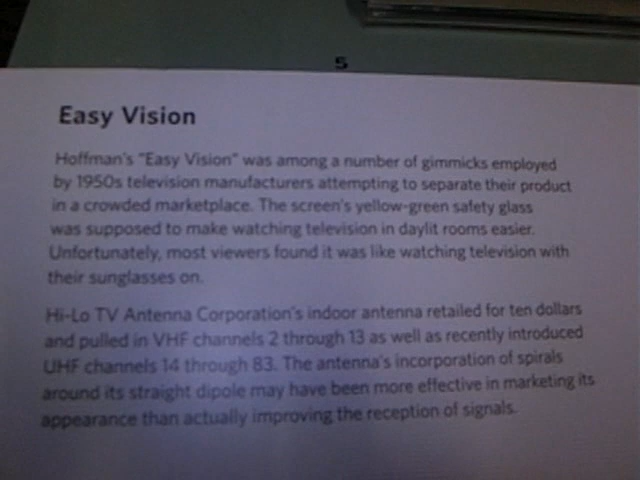 5
Easy Vision
Hoffman's "Easy Vision" was among a number of gimmicks employed
by 1950s television manufacturers attempting to separate their product
in a crowded marketplace. The screen's yellow-green safety glass
was supposed to make watching television in daylit rooms easier.
Unfortunately, most viewers found it was like watching television with
their sunglasses on.
Hi-Lo TV Antenna Corporation's indoor antenna retailed for ten dollars
and pulled in VHF channels 2 through 13 as well as recently introduced
UHF channels 14 through 83. The antenna's incorporation of spirals
around its straight dipole may have been more effective in marketing its
appearance than actually improving the reception of signals.